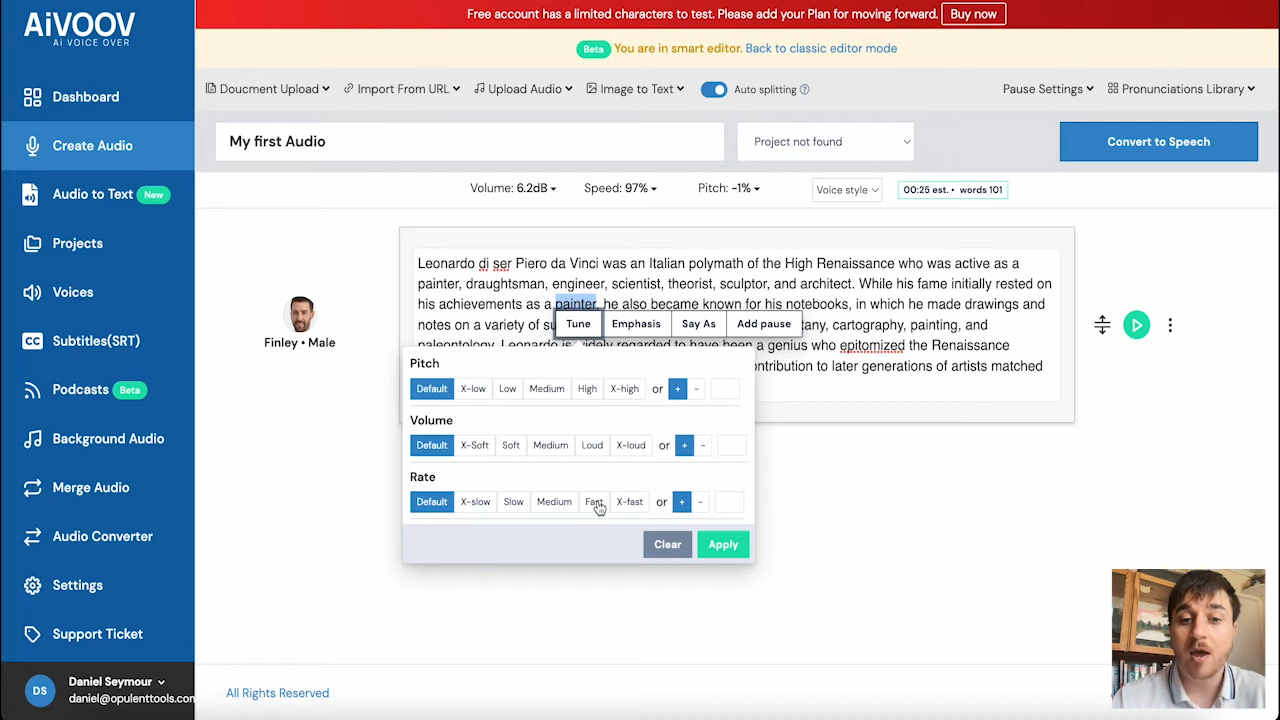 Free account has a limited characters to test. Please add your Plan for moving forward. Buy now
AiVOOV
Ai VOICE OVER
Beta You are in smart editor. Back to classic editor mode
Doucment Upload Import From URL Upload Audio Image to Text Auto splitting Pause Settings Pronunciations Library
My first Audio Project not found Convert to Speech
Volume: 6.2dB Speed: 97% Pitch: -1% Voice style 00:25 est. • words 101
Dashboard
Create Audio
Audio to Text New
Projects
Voices
Subtitles(SRT)
Podcasts Beta
Background Audio
Merge Audio
Audio Converter
Settings
Support Ticket
DS Daniel Seymour
daniel@opulenttools.com
Finley • Male
Leonardo di ser Piero da Vinci was an Italian polymath of the High Renaissance who was active as a
painter, draughtsman, engineer, scientist, theorist, sculptor, and architect. While his fame initially rested on
his achievements as a painter, he also became known for his notebooks, in which he made drawings and
notes on a variety of cartography, painting, and
paleontology. Leonardo is widely regarded to have been a genius who epitomized the Renaissance
contribution to later generations of artists matched
Tune Emphasis Say As Add pause
Pitch
Default X-low Low Medium High X-high or + -
Volume
Default X-Soft Soft Medium Loud X-loud or + -
Rate
Default X-slow Slow Medium Fast X-fast or + -
Clear Apply
All Rights Reserved